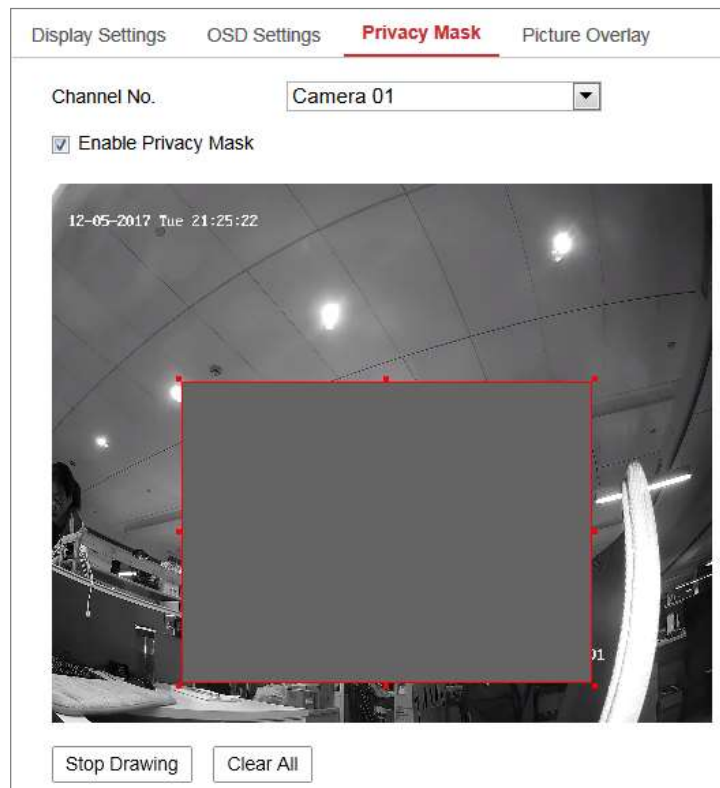 Display Settings OSD Settings Privacy Mask Picture Overlay
Channel No. Camera 01
Enable Privacy Mask
12-05-2017 Tue 21:25:22
01
Stop Drawing Clear All